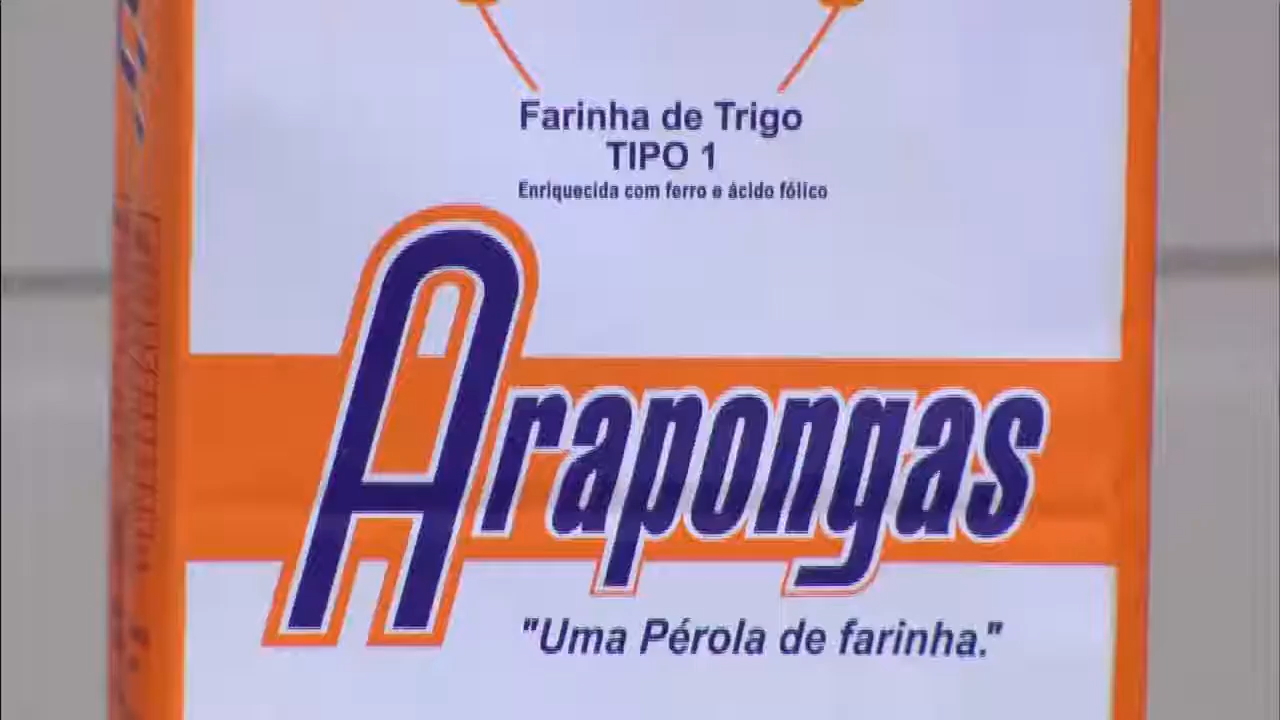 Farinha de Trigo
TIPO 1
Enriquecida com ferro e ácido fólico
Arapongas
"Uma Pérola de farinha."